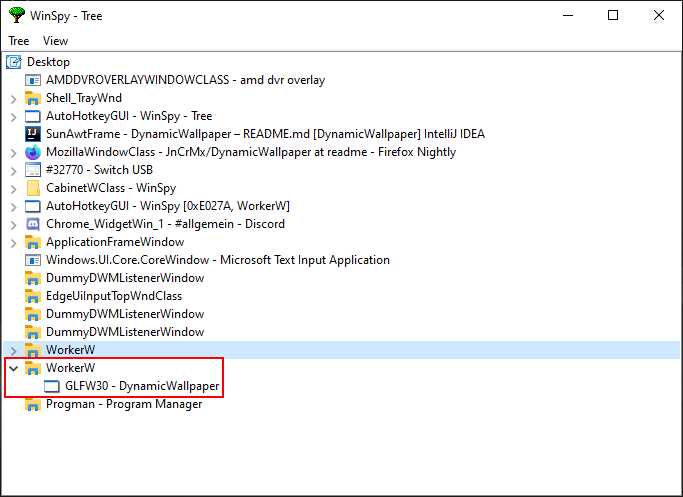 WinSpy - Tree
Tree View
Desktop
AMDDVROVERLAYWINDOWCLASS - amd dvr overlay
Shell_TrayWnd
AutoHotkeyGUI - WinSpy - Tree
SunAwtFrame - DynamicWallpaper – README.md [DynamicWallpaper] IntelliJ IDEA
MozillaWindowClass - JnCrMx/DynamicWallpaper at readme - Firefox Nightly
#32770 - Switch USB
CabinetWClass - WinSpy
AutoHotkeyGUI - WinSpy [0xE027A, WorkerW]
Chrome_WidgetWin_1 - #allgemein - Discord
ApplicationFrameWindow
Windows.UI.Core.CoreWindow - Microsoft Text Input Application
DummyDWMListenerWindow
EdgeUiInputTopWndClass
DummyDWMListenerWindow
DummyDWMListenerWindow
WorkerW
WorkerW
GLFW30 - DynamicWallpaper
Progman - Program Manager